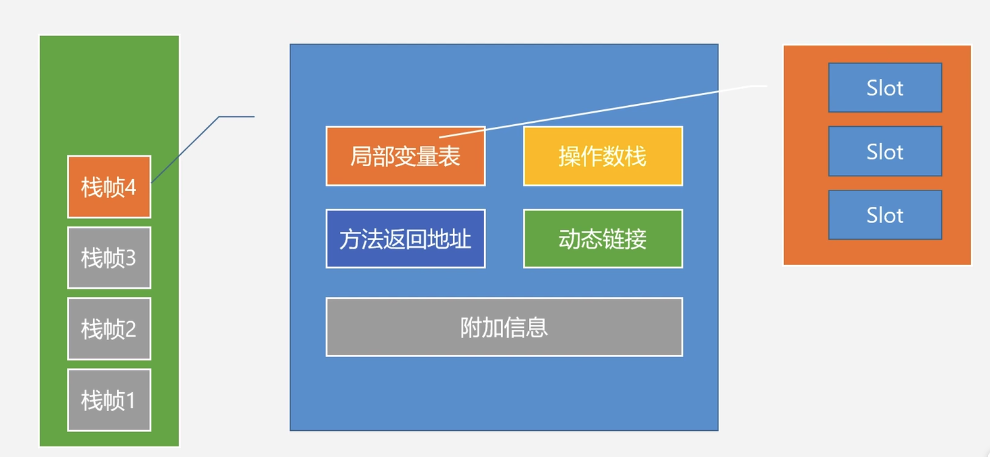 栈帧4
栈帧3
栈帧2
栈帧1
局部变量表
操作数栈
方法返回地址
动态链接
附加信息
Slot
Slot
Slot